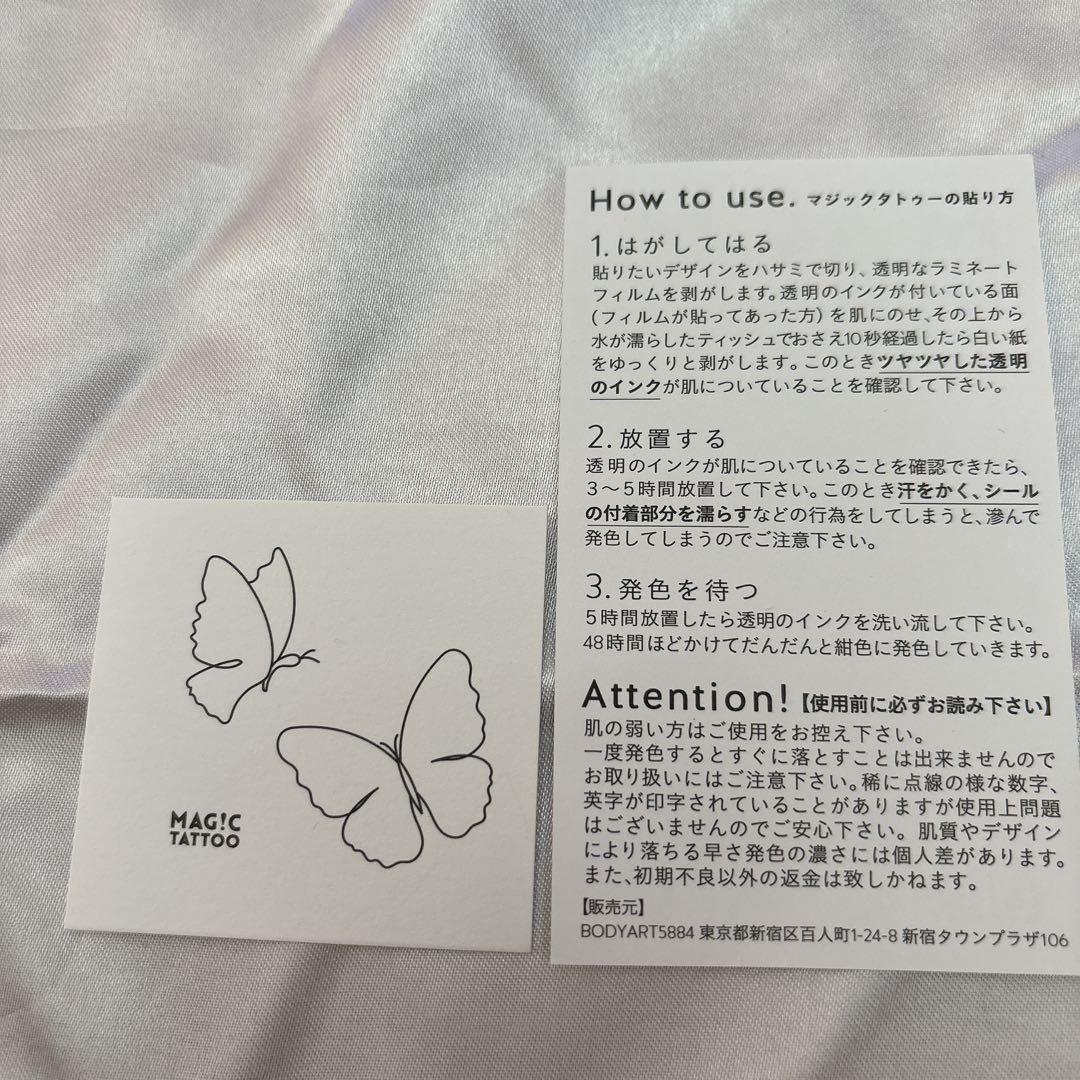 MAG!C
TATTOO
How to use. マジックタトゥーの貼り方
1. はがしてはる
貼りたいデザインをハサミで切り、透明なラミネート
フィルムを剥がします。透明のインクが付いている面
（フィルムが貼ってあった方）を肌にのせ、その上から
水が濡らしたティッシュでおさえ10秒経過したら白い紙
をゆっくりと剥がします。このときツヤツヤした透明
のインクが肌についていることを確認して下さい。
2. 放置する
透明のインクが肌についていることを確認できたら、
3〜5時間放置して下さい。このとき汗をかく、シール
の付着部分を濡らすなどの行為をしてしまうと、滲んで
発色してしまうのでご注意下さい。
3. 発色を待つ
5時間放置したら透明のインクを洗い流して下さい。
48時間ほどかけてだんだんと紺色に発色していきます。
Attention!【使用前に必ずお読み下さい】
肌の弱い方はご使用をお控え下さい。
一度発色するとすぐに落とすことは出来ませんので
お取り扱いにはご注意下さい。稀に点線の様な数字、
英字が印字されていることがありますが使用上問題
はございませんのでご安心下さい。肌質やデザイン
により落ちる早さ発色の濃さには個人差があります。
また、初期不良以外の返金は致しかねます。
【販売元】
BODYART5884 東京都新宿区百人町1-24-8 新宿タウンプラザ106